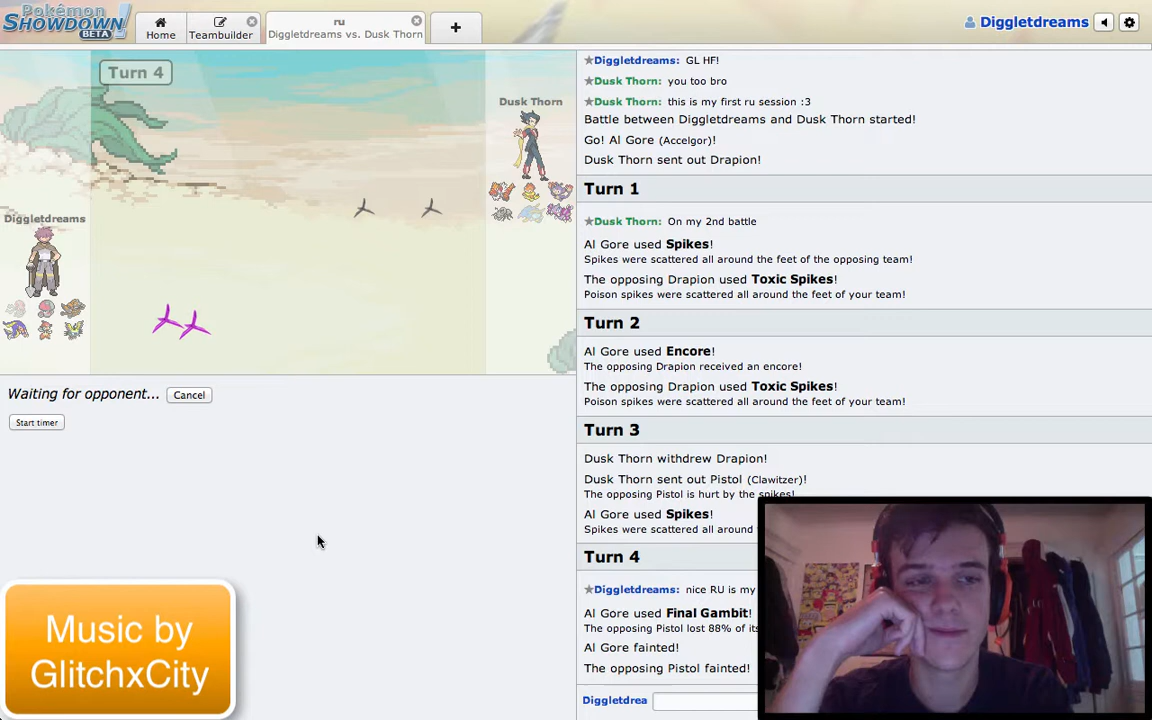 Pokémon
SHOWDOWN!
BETA
Home
Teambuilder
ru
Diggletdreams vs. Dusk Thorn
+
Diggletdreams
Turn 4
Dusk Thorn
Diggletdreams
Waiting for opponent...
Cancel
Start timer
Music by
GlitchxCity
★Diggletdreams: GL HF!
★Dusk Thorn: you too bro
★Dusk Thorn: this is my first ru session :3
Battle between Diggletdreams and Dusk Thorn started!
Go! Al Gore (Accelgor)!
Dusk Thorn sent out Drapion!
Turn 1
★Dusk Thorn: On my 2nd battle
Al Gore used Spikes!
Spikes were scattered all around the feet of the opposing team!
The opposing Drapion used Toxic Spikes!
Poison spikes were scattered all around the feet of your team!
Turn 2
Al Gore used Encore!
The opposing Drapion received an encore!
The opposing Drapion used Toxic Spikes!
Poison spikes were scattered all around the feet of your team!
Turn 3
Dusk Thorn withdrew Drapion!
Dusk Thorn sent out Pistol (Clawitzer)!
The opposing Pistol is hurt by the spikes!
Al Gore used Spikes!
Spikes were scattered all around
Turn 4
★Diggletdreams: nice RU is my
Al Gore used Final Gambit!
The opposing Pistol lost 88% of its
Al Gore fainted!
The opposing Pistol fainted!
Diggletdrea